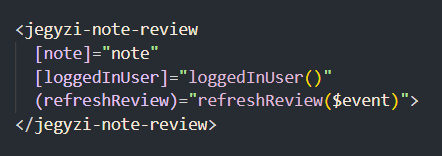 <jegyzi-note-review
[note]="note"
[loggedInUser]="loggedInUser()"
(refreshReview)="refreshReview($event)">
</jegyzi-note-review>